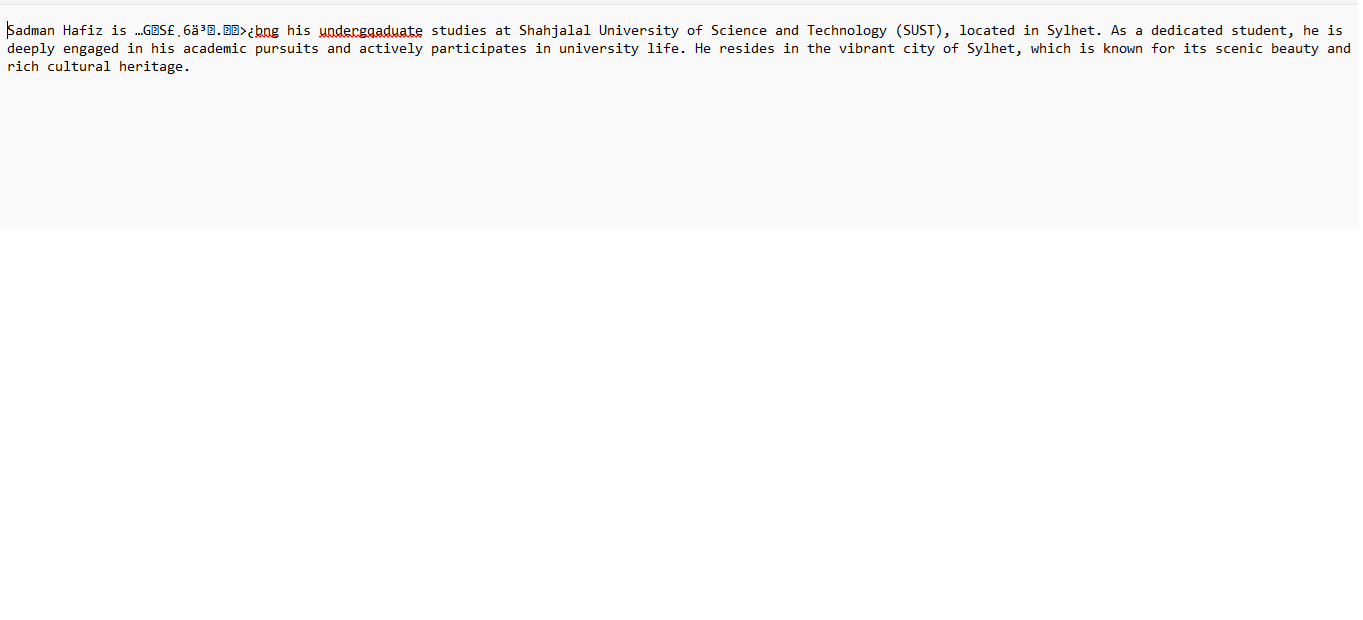 Sadman Hafiz is …G𛲠S£¸6ä³.>¿bng his undergqaduate studies at Shahjalal University of Science and Technology (SUST), located in Sylhet. As a dedicated student, he is
deeply engaged in his academic pursuits and actively participates in university life. He resides in the vibrant city of Sylhet, which is known for its scenic beauty and
rich cultural heritage.